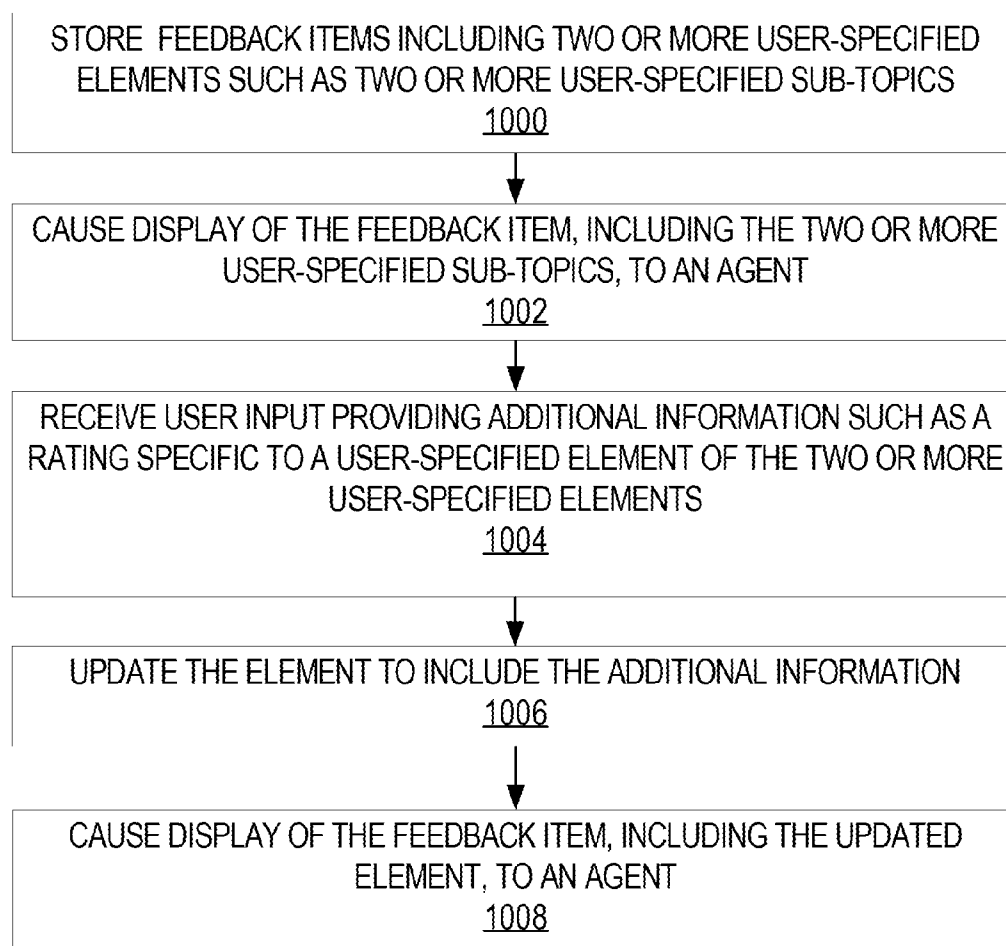 STORE FEEDBACK ITEMS INCLUDING TWO OR MORE USER-SPECIFIED
ELEMENTS SUCH AS TWO OR MORE USER-SPECIFIED SUB-TOPICS
1000
CAUSE DISPLAY OF THE FEEDBACK ITEM, INCLUDING THE TWO OR MORE
USER-SPECIFIED SUB-TOPICS, TO AN AGENT
1002
RECEIVE USER INPUT PROVIDING ADDITIONAL INFORMATION SUCH AS A
RATING SPECIFIC TO A USER-SPECIFIED ELEMENT OF THE TWO OR MORE
USER-SPECIFIED ELEMENTS
1004
UPDATE THE ELEMENT TO INCLUDE THE ADDITIONAL INFORMATION
1006
CAUSE DISPLAY OF THE FEEDBACK ITEM, INCLUDING THE UPDATED
ELEMENT, TO AN AGENT
1008